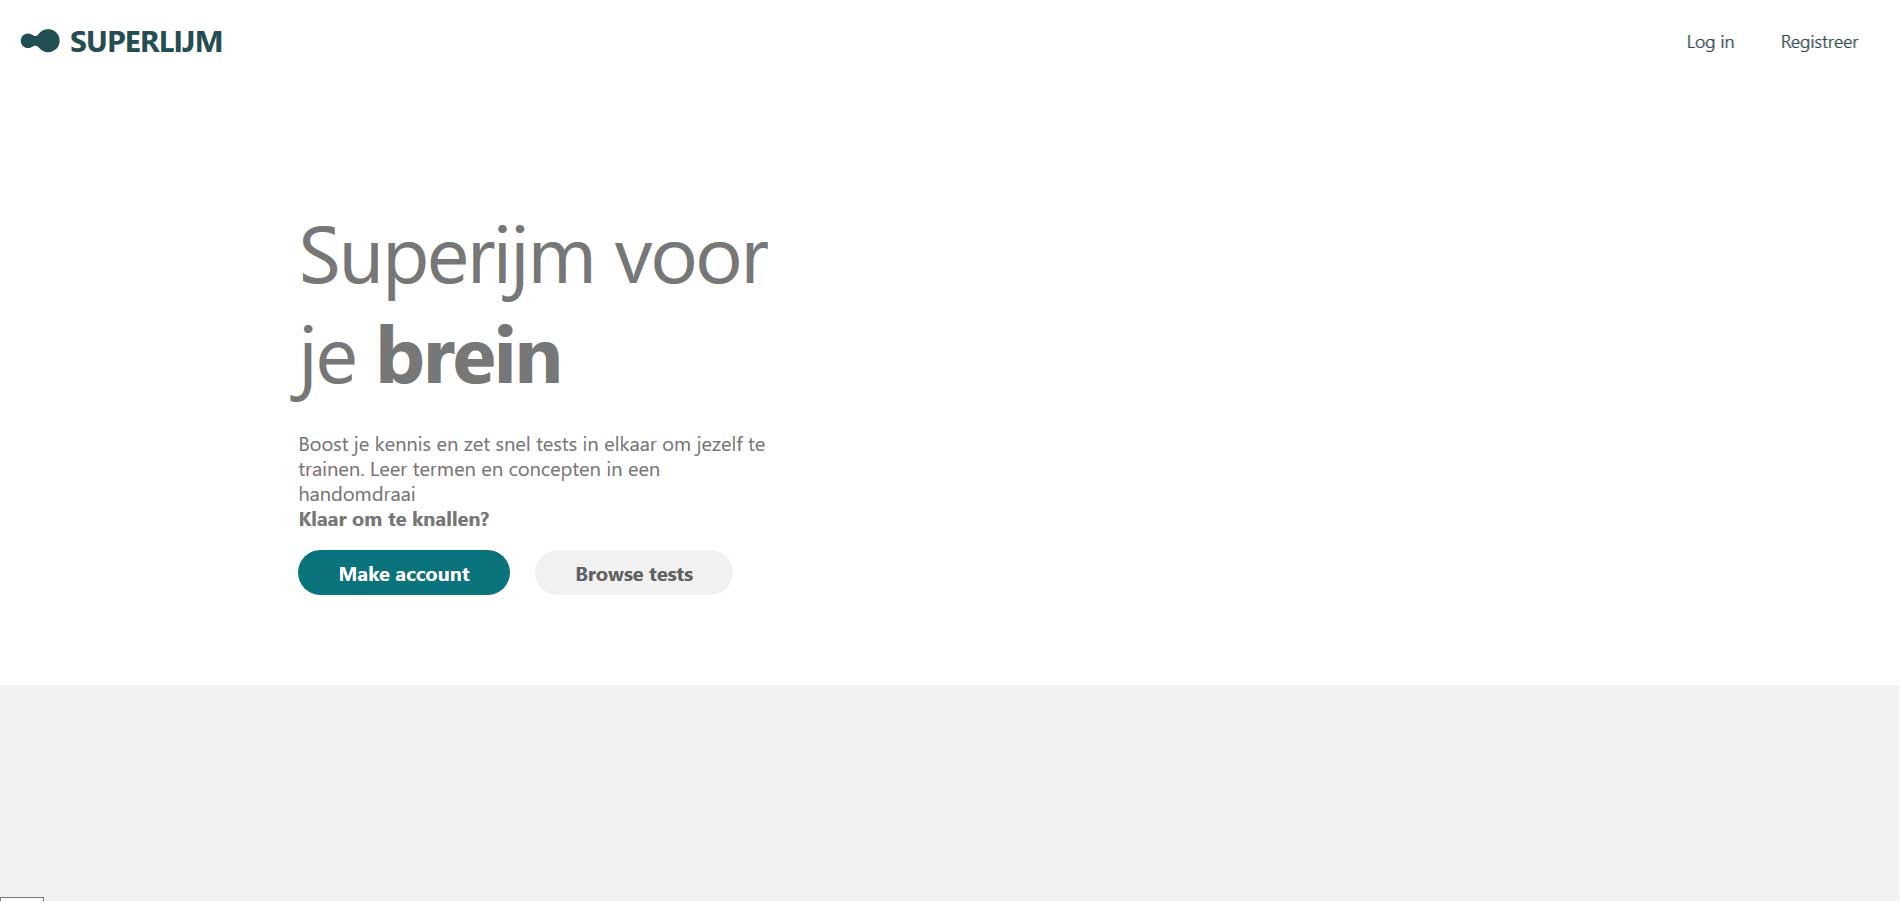 SUPERLIJM
Log in
Registreer
Superijm voor
je brein
Boost je kennis en zet snel tests in elkaar om jezelf te
trainen. Leer termen en concepten in een
handomdraai
Klaar om te knallen?
Make account
Browse tests